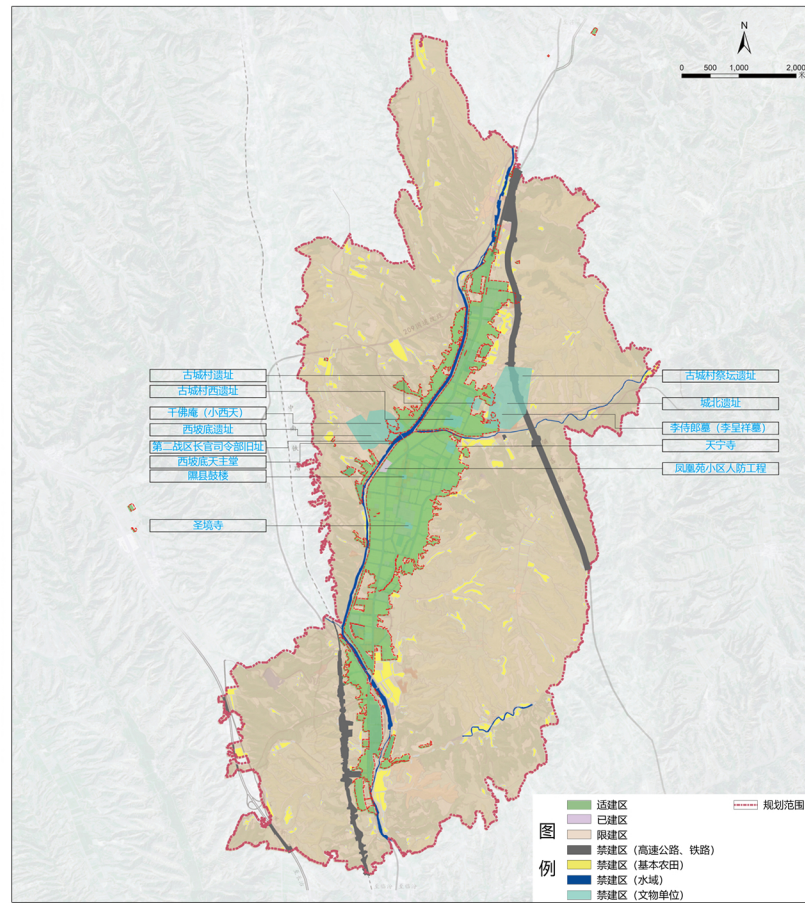 N
0 500 1,000 2,000
米
古城村遗址
古城村西遗址
千佛庵（小西天）
西坡底遗址
第二战区长官司令部旧址
西坡底天主堂
隰县鼓楼
圣境寺
古城村祭坛遗址
城北遗址
李侍郎墓（李呈祥墓）
天宁寺
凤凰苑小区人防工程
图例
适建区
已建区
限建区
禁建区（高速公路、铁路）
禁建区（基本农田）
禁建区（水域）
禁建区（文物单位）
规划范围